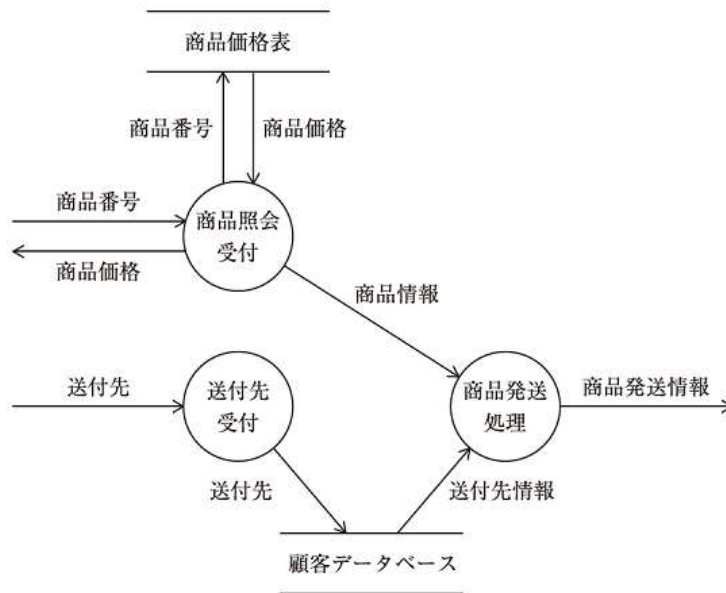 商品価格表
商品番号
商品価格
商品番号
商品照会
受付
商品価格
商品情報
送付先
送付先
受付
商品発送
処理
商品発送情報
送付先
送付先情報
顧客データベース